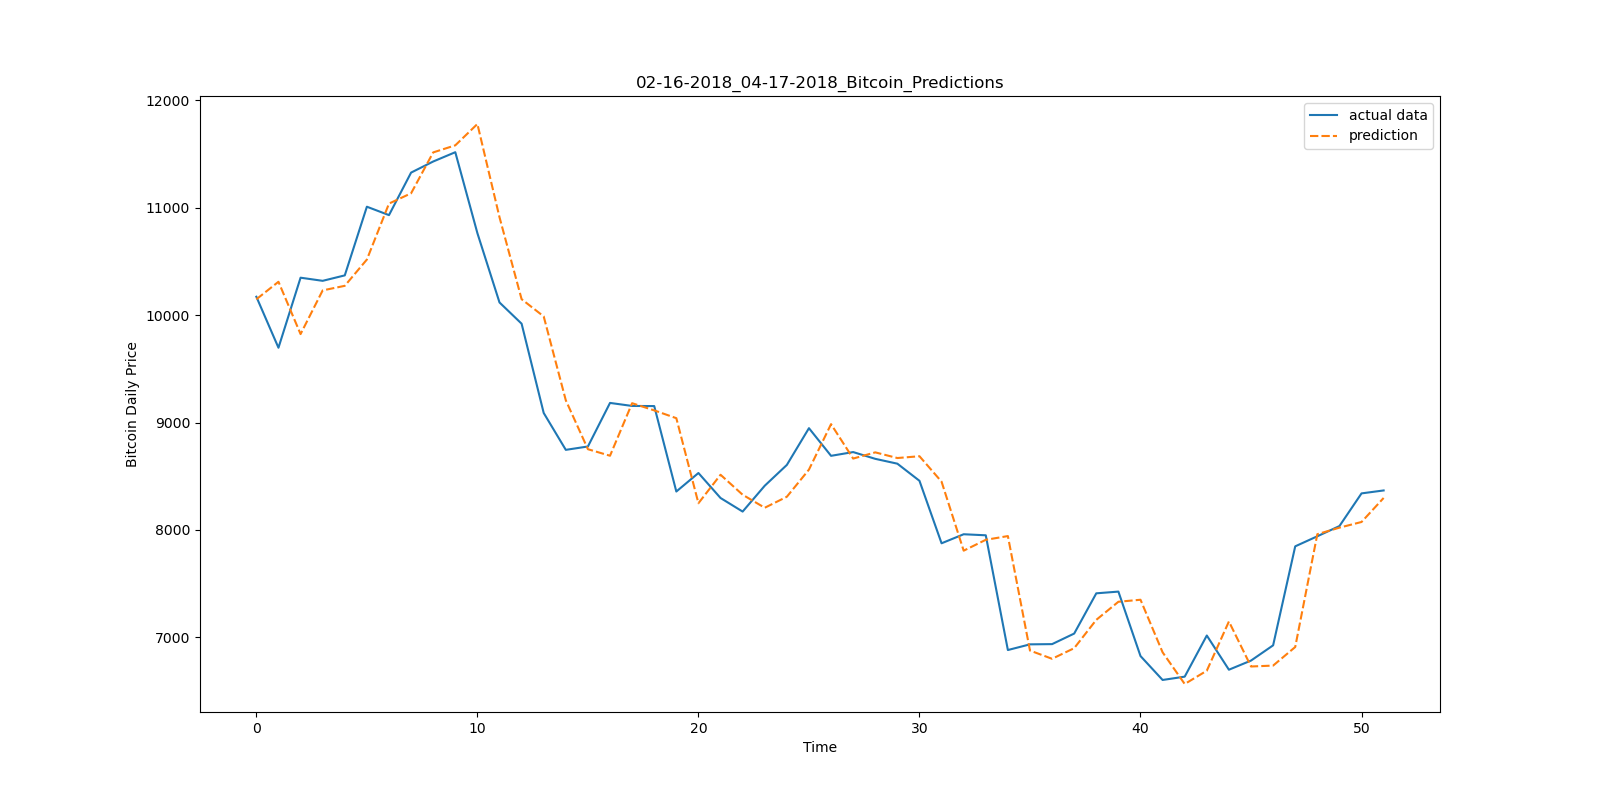 02-16-2018_04-17-2018_Bitcoin_Predictions
12000
11000
10000
9000
8000
7000
Bitcoin Daily Price
actual data
prediction
0 10 20 30 40 50
Time